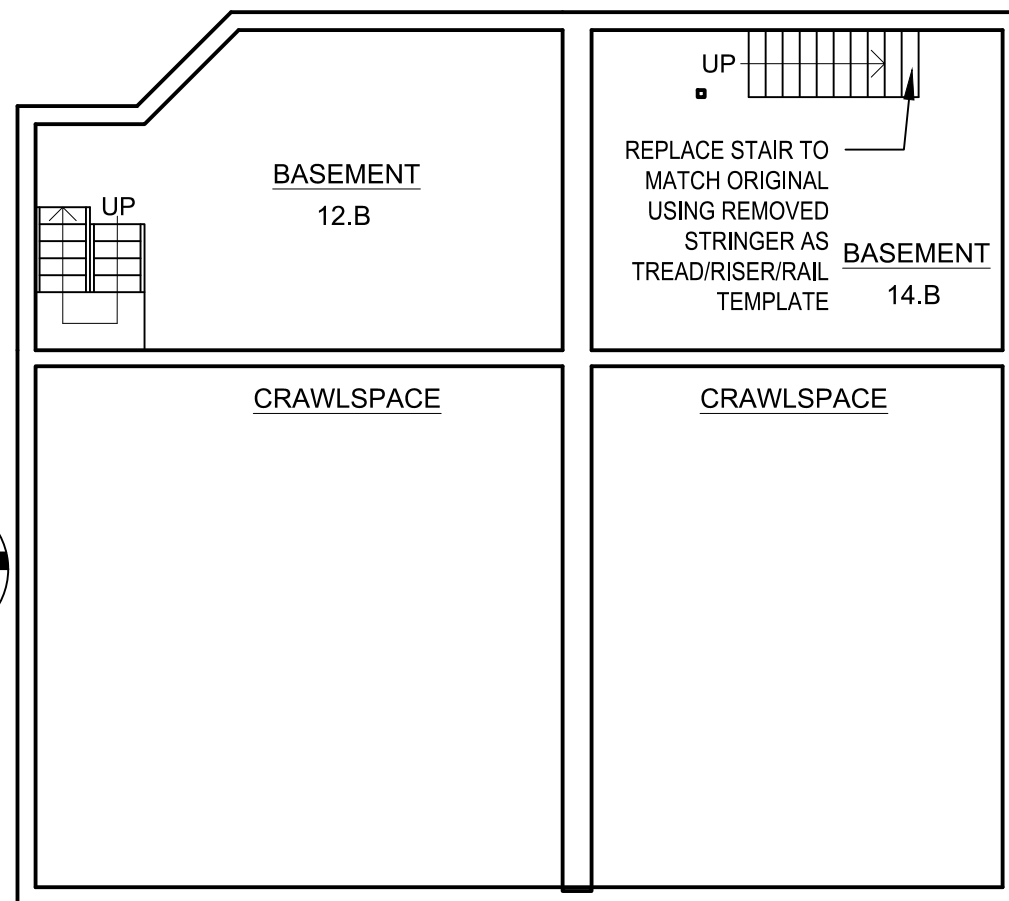 UP
REPLACE STAIR TO
MATCH ORIGINAL
USING REMOVED
STRINGER AS
TREAD/RISER/RAIL
TEMPLATE
BASEMENT
12.B
UP
BASEMENT
14.B
CRAWLSPACE
CRAWLSPACE